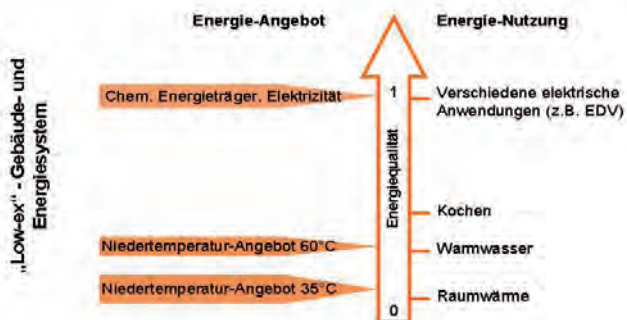 „Low-ex" - Gebäude- und
Energiesystem
Energie-Angebot
Energie-Nutzung
Chem. Energieträger, Elektrizität
1
Verschiedene elektrische
Anwendungen (z.B. EDV)
Energiequalität
Kochen
Niedertemperatur-Angebot 60°C
Warmwasser
Niedertemperatur-Angebot 35°C
Raumwärme
0